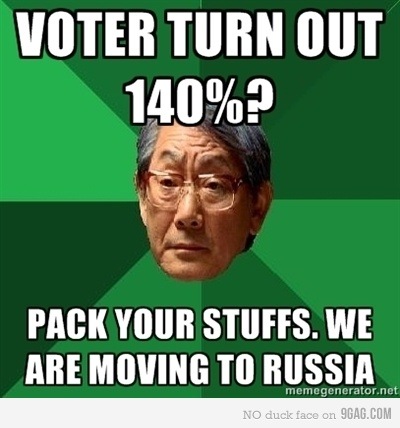 VOTER TURN OUT
140%?
PACK YOUR STUFFS. WE
ARE MOVING TO RUSSIA
memegenerator.net
NO duck face on 9GAG.COM